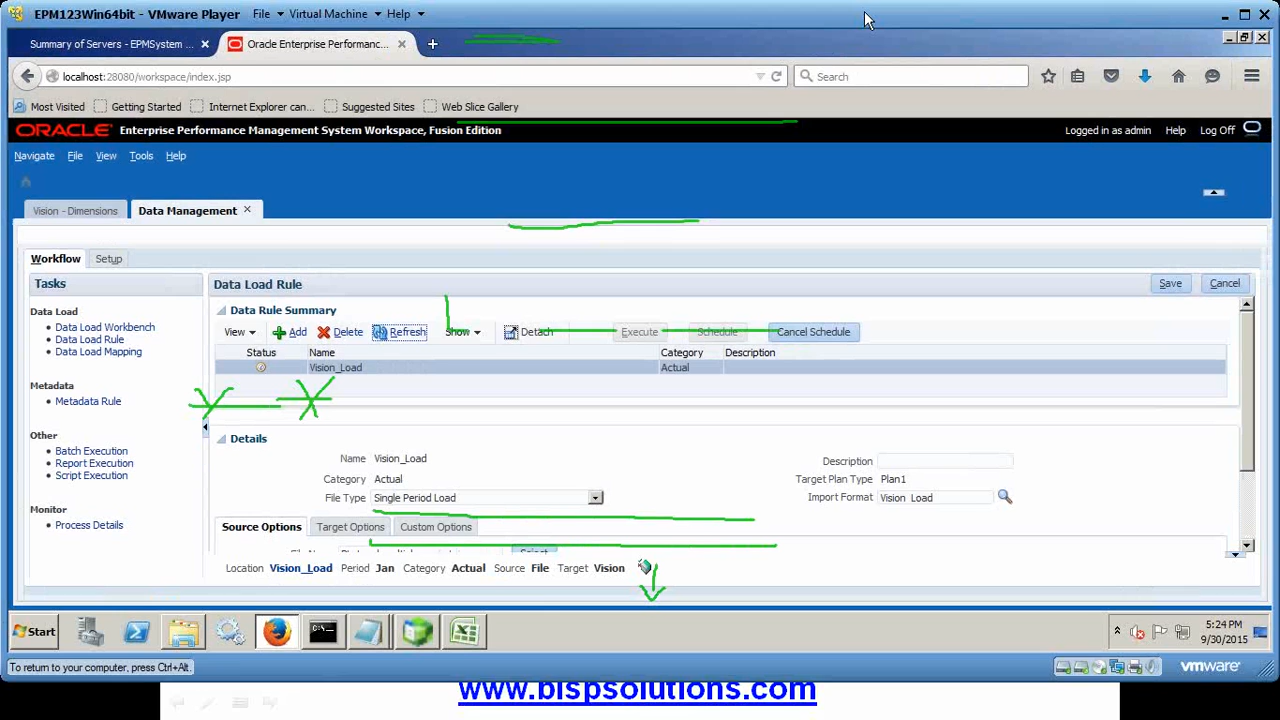 EPM123Win64bit - VMware Player File Virtual Machine Help
Summary of Servers - EPMSystem ... Oracle Enterprise Performanc...
localhost:28080/workspace/index.jsp Search
Most Visited Getting Started Internet Explorer can... Suggested Sites Web Slice Gallery
ORACLE Enterprise Performance Management System Workspace, Fusion Edition Logged in as admin Help Log Off
Navigate File View Tools Help
Vision - Dimensions Data Management
Workflow Setup
Tasks
Data Load
Data Load Workbench
Data Load Rule
Data Load Mapping
Metadata
Metadata Rule
Other
Batch Execution
Report Execution
Script Execution
Monitor
Process Details
Data Load Rule Save Cancel
Data Rule Summary
View Add Delete Refresh Show Detach Execute Schedule Cancel Schedule
Status Name Category Description
Vision_Load Actual
Details
Name Vision_Load Description
Category Actual Target Plan Type Plan1
File Type Single Period Load Import Format Vision_Load
Source Options Target Options Custom Options
Location Vision_Load Period Jan Category Actual Source File Target Vision
Start 5:24 PM
9/30/2015
To return to your computer, press Ctrl+Alt. vmware
www.bispsolutions.com